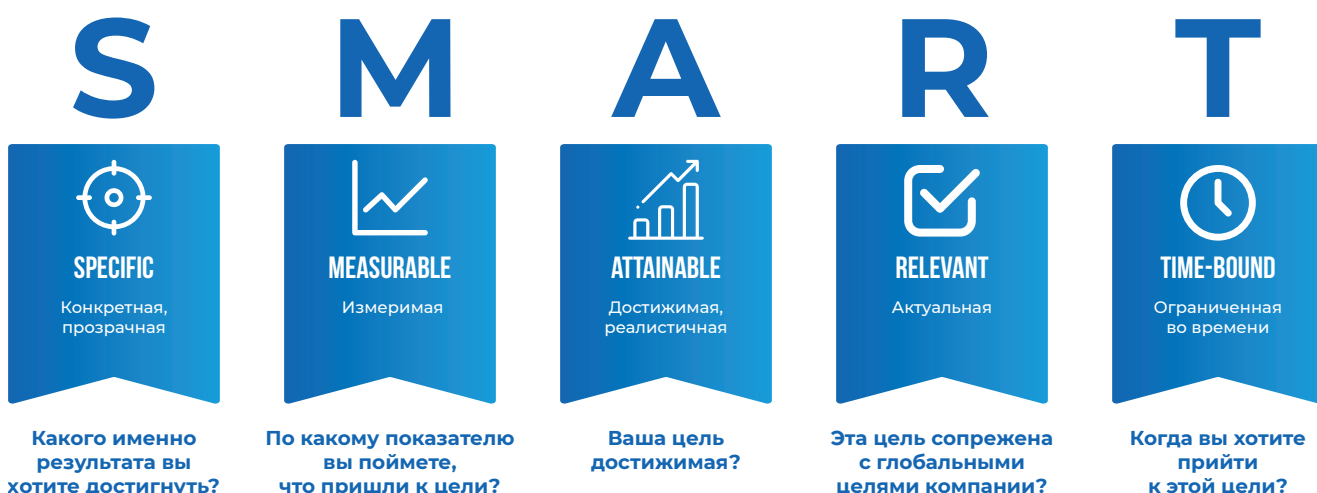 S
M
A
R
T
SPECIFIC
Конкретная,
прозрачная
Какого именно
результата вы
хотите достигнуть?
MEASURABLE
Измеримая
По какому показателю
вы поймете,
что пришли к цели?
ATTAINABLE
Достижимая,
реалистичная
Ваша цель
достижимая?
RELEVANT
Актуальная
Эта цель сопрежена
с глобальными
целями компании?
TIME-BOUND
Ограниченная
во времени
Когда вы хотите
прийти
к этой цели?